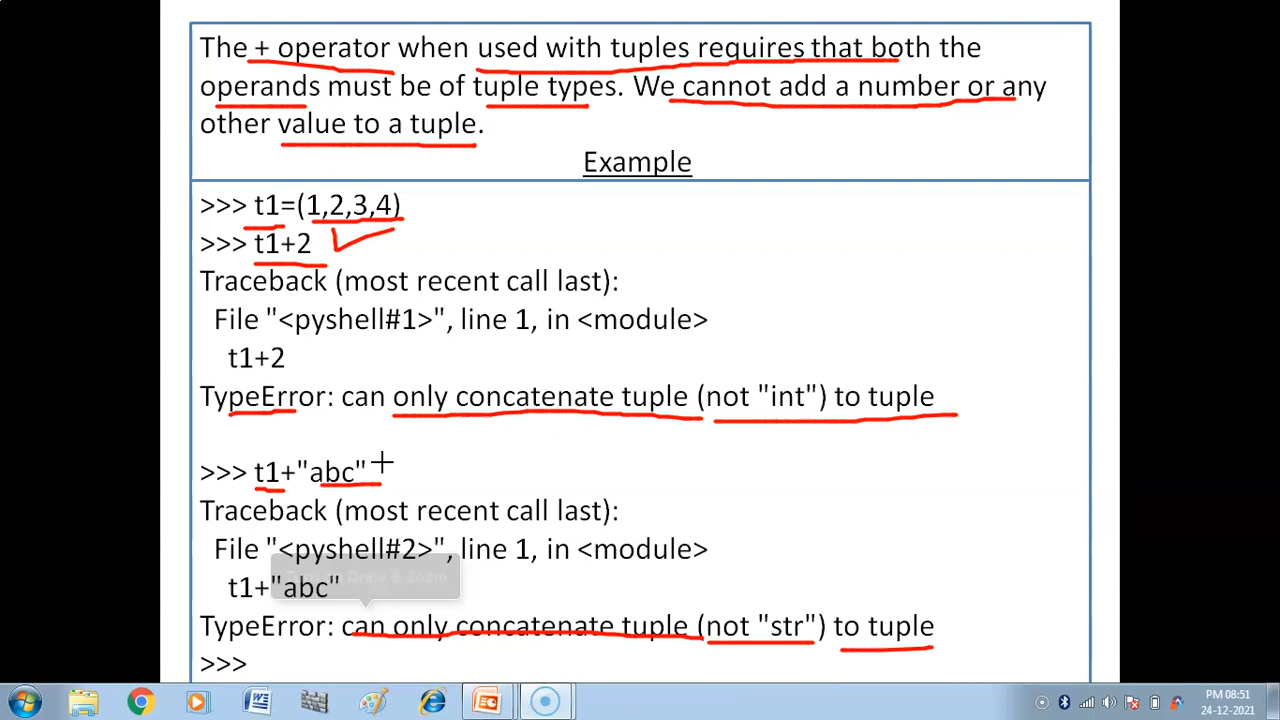 The + operator when used with tuples requires that both the
operands must be of tuple types. We cannot add a number or any
other value to a tuple.
Example
>>> t1=(1,2,3,4)
>>> t1+2
Traceback (most recent call last):
File "<pyshell#1>", line 1, in <module>
t1+2
TypeError: can only concatenate tuple (not "int") to tuple
>>> t1+"abc"
Traceback (most recent call last):
File "<pyshell#2>", line 1, in <module>
t1+"abc"
Draw & Zoom
TypeError: can only concatenate tuple (not "str") to tuple
>>>
PM 08:51
24-12-2021